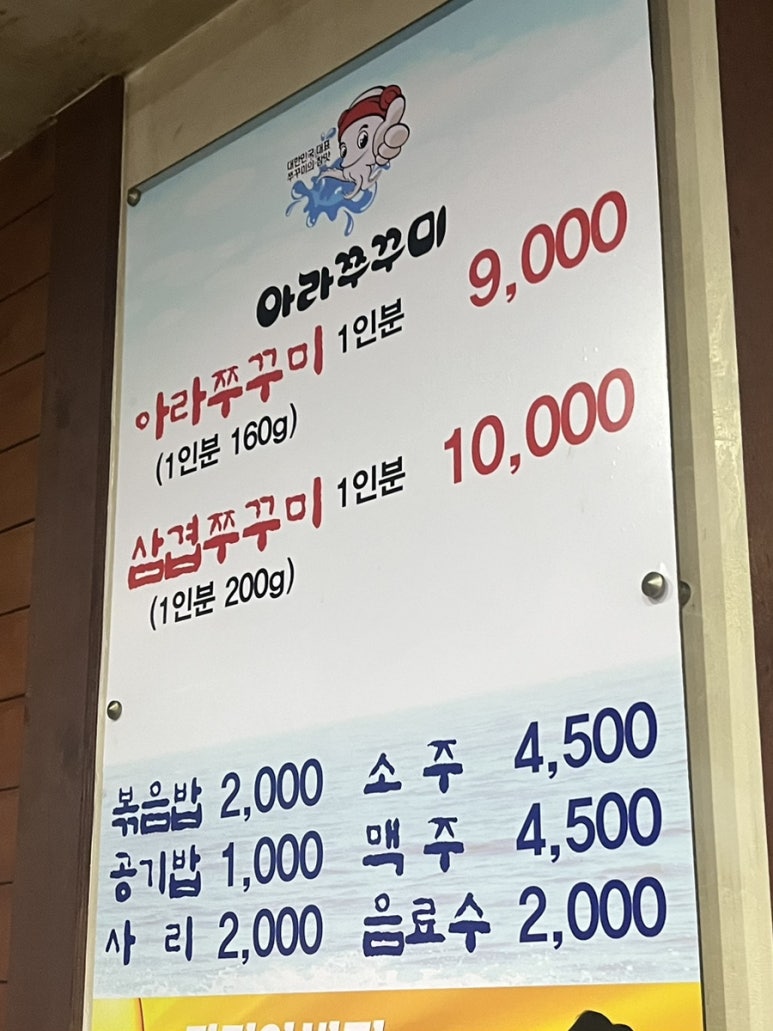 대한민국 대표
쭈꾸미의 참맛
아라쭈꾸미
아라쭈꾸미 1인분 9,000
(1인분 160g)
삼겹쭈꾸미 1인분 10,000
(1인분 200g)
볶음밥 2,000 소 주 4,500
공기밥 1,000 맥 주 4,500
사 리 2,000 음료수 2,000